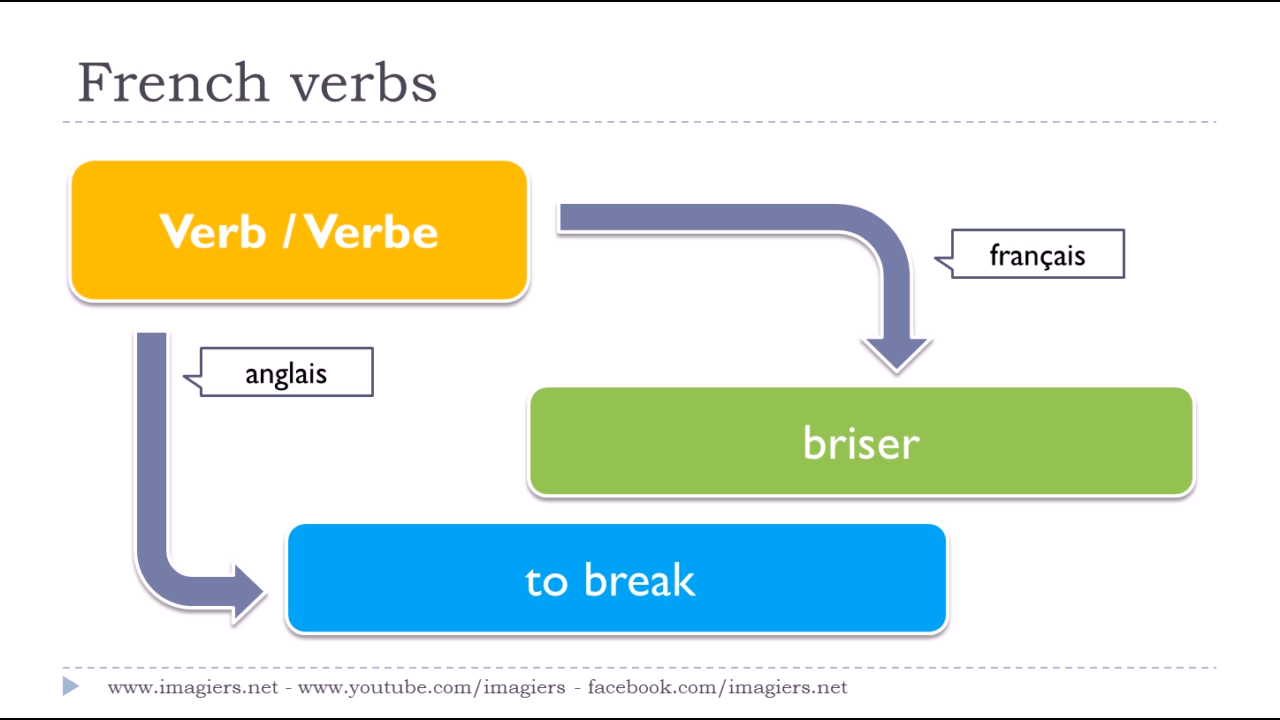 French verbs
Verb / Verbe
français
anglais
briser
to break
www.imagiers.net - www.youtube.com/imagiers - facebook.com/imagiers.net